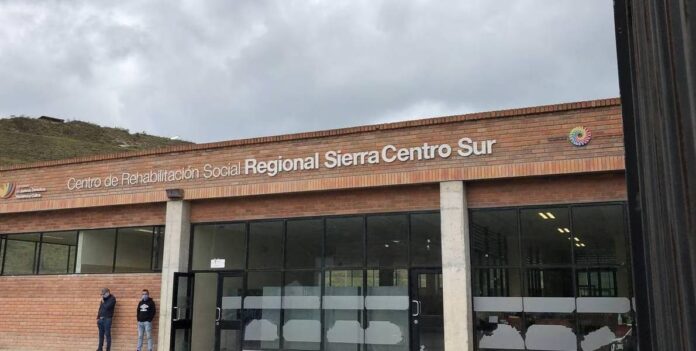 Centro de Rehabilitación Social Regional Sierra Centro Sur